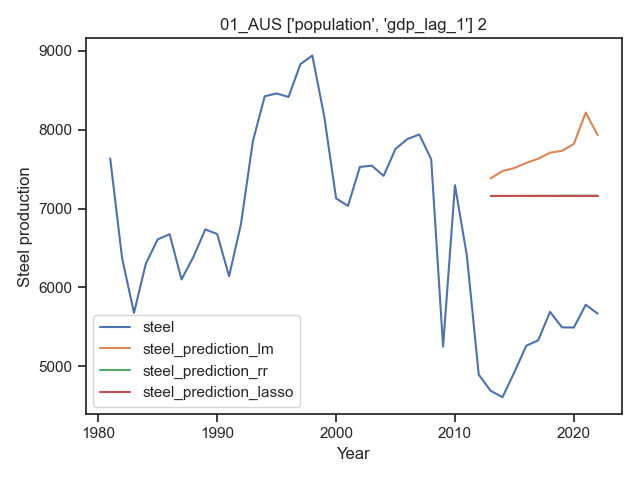 01_AUS ['population', 'gdp_lag_1'] 2
9000
8000
7000
6000
5000
Steel production
steel
steel_prediction_lm
steel_prediction_rr
steel_prediction_lasso
1980
1990
2000
2010
2020
Year